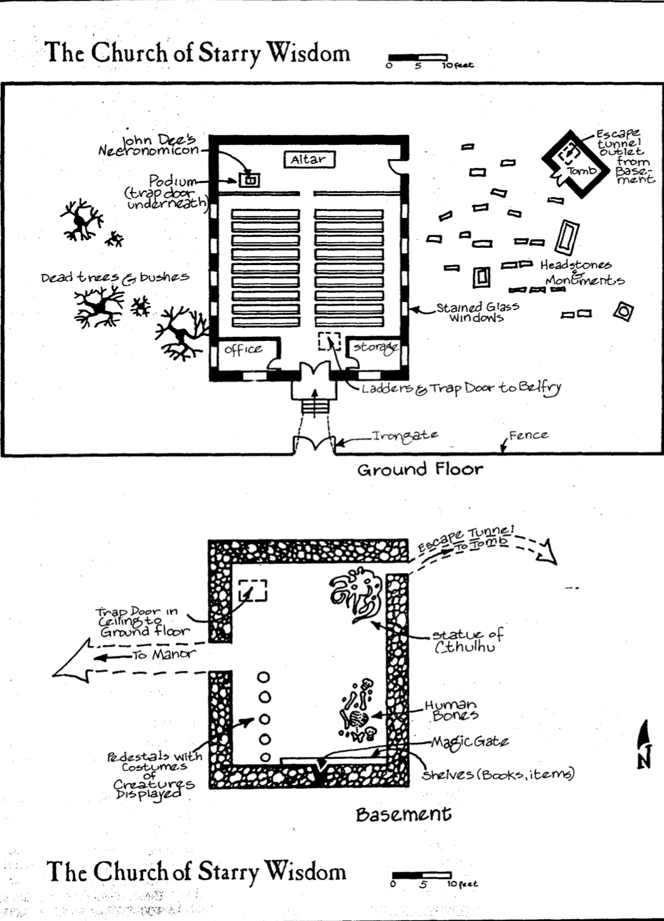 The Church of Starry Wisdom
0 5 10 feet
John Dee's
Necronomicon
Altar
Podium
(trap door
underneath)
Escape
tunnel
outlet
from
Base-
ment
Tomb
Dead trees & bushes
Headstones
&
Monuments
Stained Glass
Windows
office
storage
Ladders & Trap Door to Belfry
Irongate
Fence
Ground Floor
Escape Tunnel
To Tomb
Trap Door in
Ceiling to
Ground floor
To Manor
Statue of
Cthulhu
Human
Bones
Magic Gate
Pedestals with
Costumes
of
Creatures
Displayed
Shelves (Books, items)
N
Basement
The Church of Starry Wisdom
0 5 10 feet